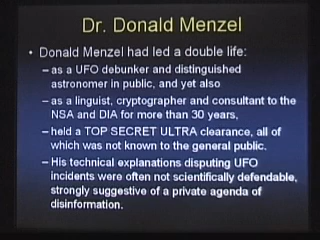 Dr. Donald Menzel
• Donald Menzel had led a double life:
– as a UFO debunker and distinguished
astronomer in public, and yet also
– as a linguist, cryptographer and consultant to the
NSA and DIA for more than 30 years,
– held a TOP SECRET ULTRA clearance, all of
which was not known to the general public.
– His technical explanations disputing UFO
incidents were often not scientifically defendable,
strongly suggestive of a private agenda of
disinformation.